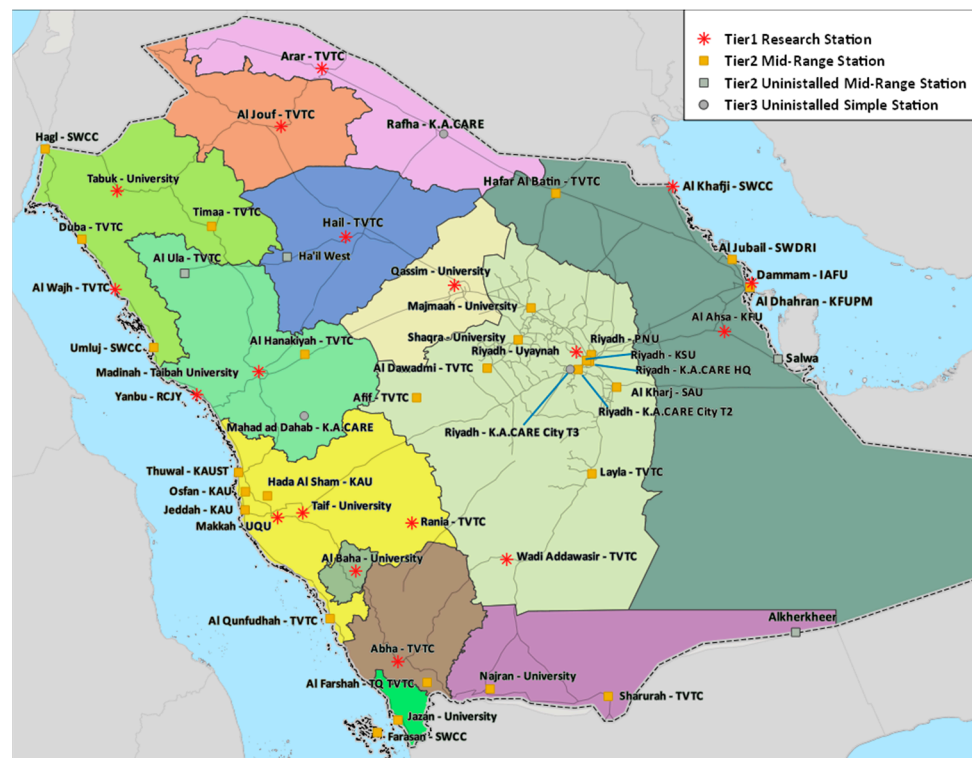 Tier1 Research Station
Tier2 Mid-Range Station
Tier2 Uninstalled Mid-Range Station
Tier3 Uninstalled Simple Station
Arar - TVTC
Al Jouf - TVTC
Rafha - K.A.CARE
Hagl - SWCC
Tabuk - University
Hafar Al Batin - TVTC
Al Khafji - SWCC
Timaa - TVTC
Duba - TVTC
Hail - TVTC
Al Ula - TVTC
Ha'il West
Al Jubail - SWDRI
Qassim - University
Dammam - IAFU
Al Wajh - TVTC
Majmaah - University
Al Dhahran - KFUPM
Al Ahsa - KFU
Al Hanakiyah - TVTC
Shaqra - University
Riyadh - PNU
Umluj - SWCC
Riyadh - Uyaynah
Riyadh - KSU
Salwa
Madinah - Taibah University
Al Dawadmi - TVTC
Riyadh - K.A.CARE HQ
Yanbu - RCJY
Afif - TVTC
Al Kharj - SAU
Riyadh - K.A.CARE City T2
Mahad ad Dahab - K.A.CARE
Riyadh - K.A.CARE City T3
Thuwal - KAUST
Layla - TVTC
Hada Al Sham - KAU
Osfan - KAU
Jeddah - KAU
Taif - University
Makkah - UQU
Rania - TVTC
Al Baha - University
Wadi Addawasir - TVTC
Al Qunfudhah - TVTC
Alkherkheer
Abha - TVTC
Al Farshah - TQ TVTC
Najran - University
Sharurah - TVTC
Jazan - University
Farasan - SWCC